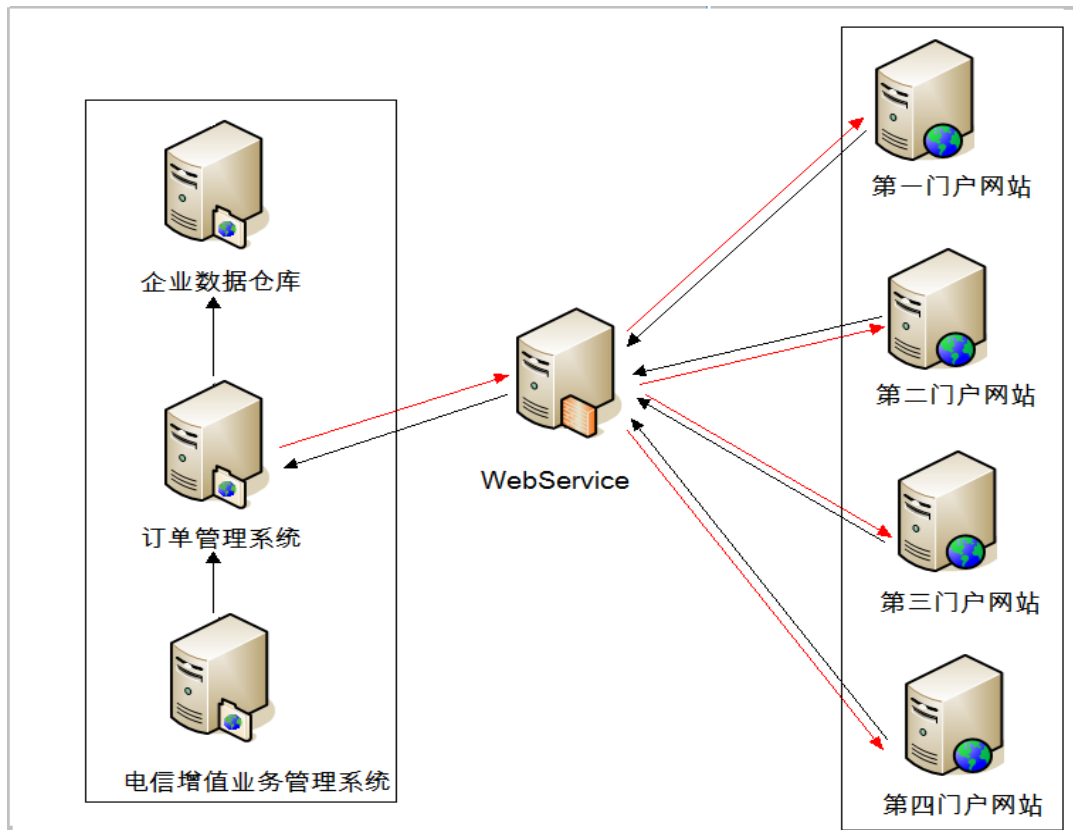 企业数据仓库
订单管理系统
电信增值业务管理系统
WebService
第一门户网站
第二门户网站
第三门户网站
第四门户网站